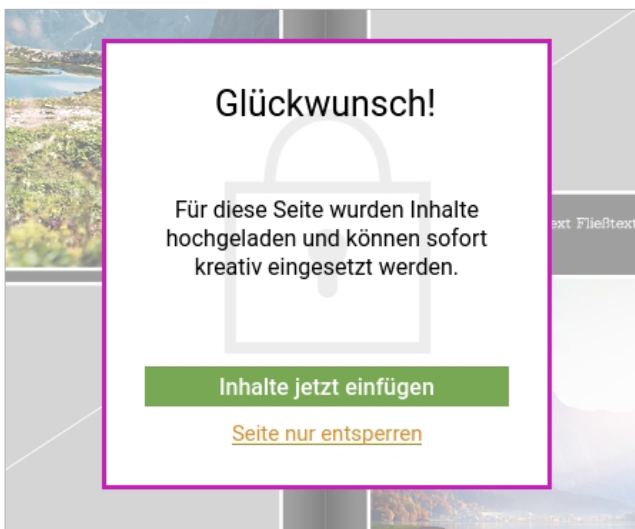 Glückwunsch!
Für diese Seite wurden Inhalte
hochgeladen und können sofort
kreativ eingesetzt werden.
Fließtext
Inhalte jetzt einfügen
Seite nur entsperren